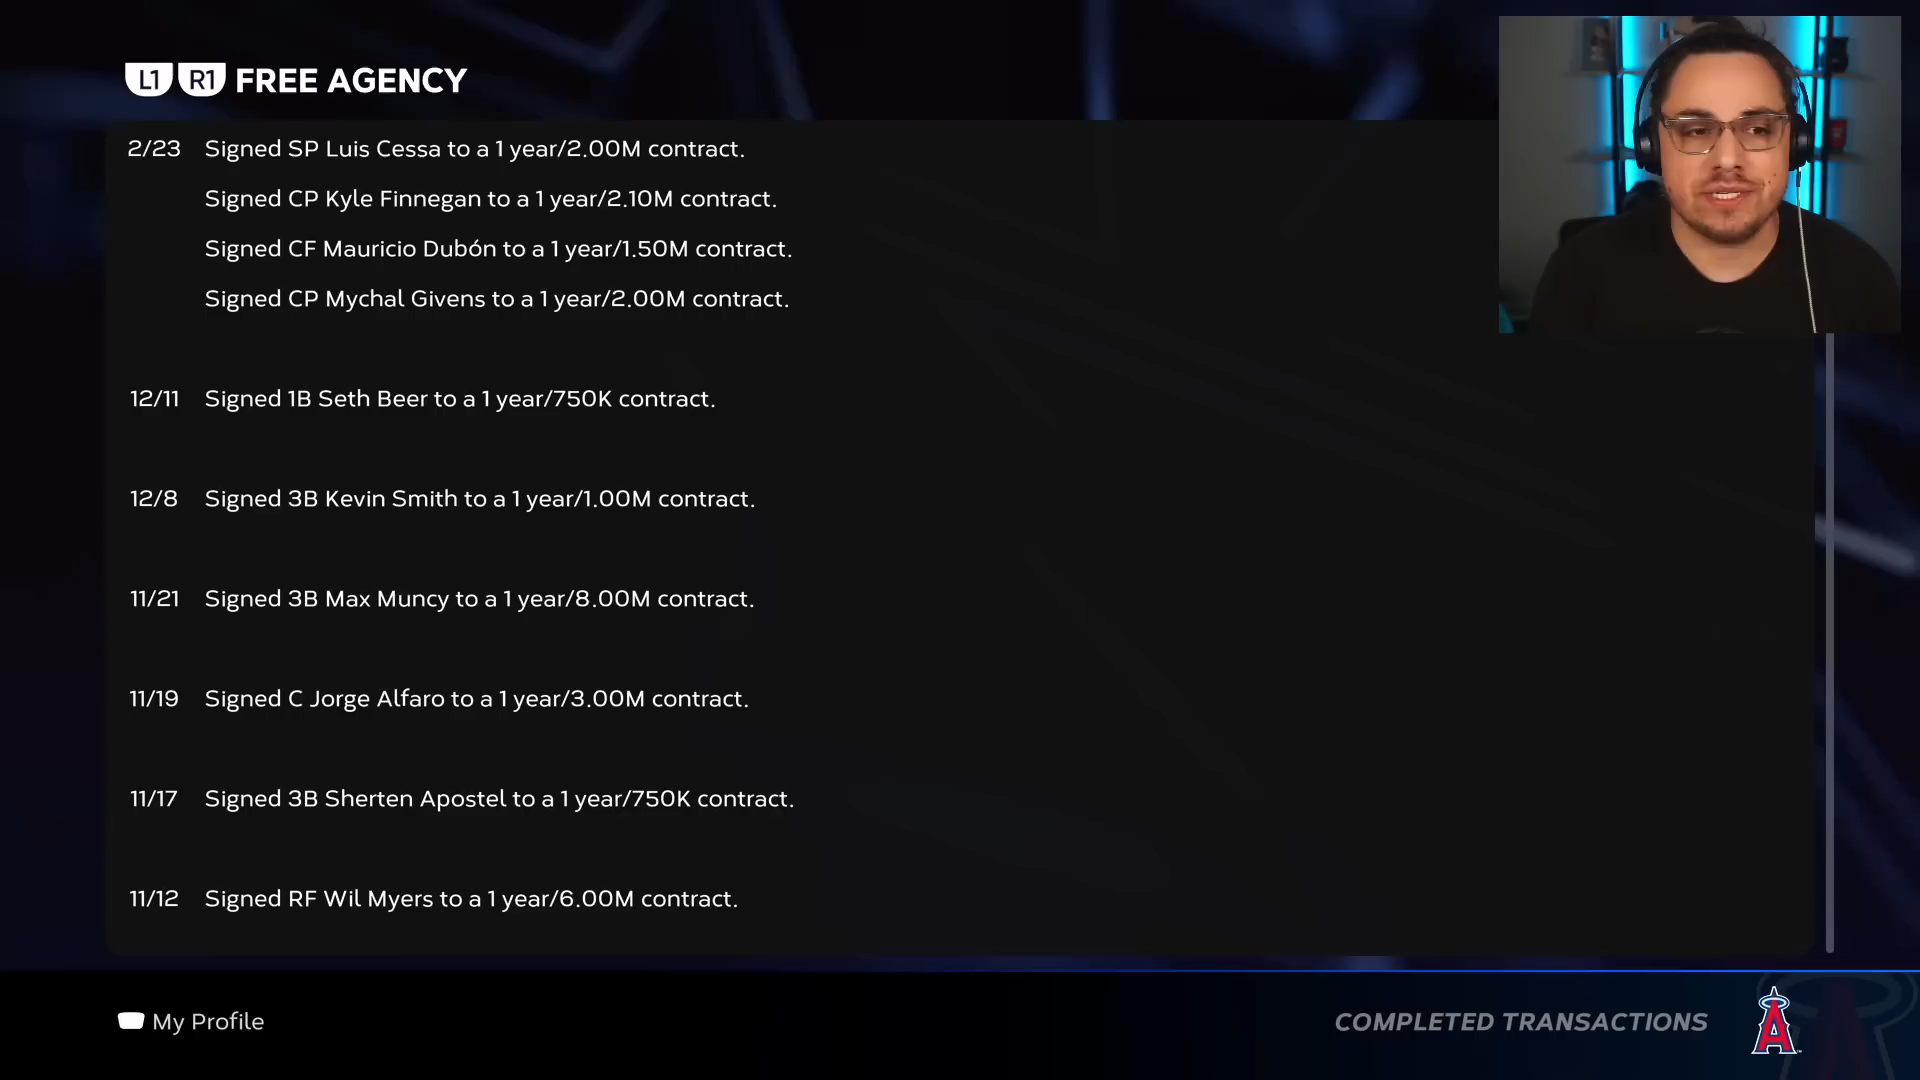 L1 R1 FREE AGENCY
2/23 Signed SP Luis Cessa to a 1 year/2.00M contract.
Signed CP Kyle Finnegan to a 1 year/2.10M contract.
Signed CF Mauricio Dubón to a 1 year/1.50M contract.
Signed CP Mychal Givens to a 1 year/2.00M contract.
12/11 Signed 1B Seth Beer to a 1 year/750K contract.
12/8 Signed 3B Kevin Smith to a 1 year/1.00M contract.
11/21 Signed 3B Max Muncy to a 1 year/8.00M contract.
11/19 Signed C Jorge Alfaro to a 1 year/3.00M contract.
11/17 Signed 3B Sherten Apostel to a 1 year/750K contract.
11/12 Signed RF Wil Myers to a 1 year/6.00M contract.
My Profile
COMPLETED TRANSACTIONS
A